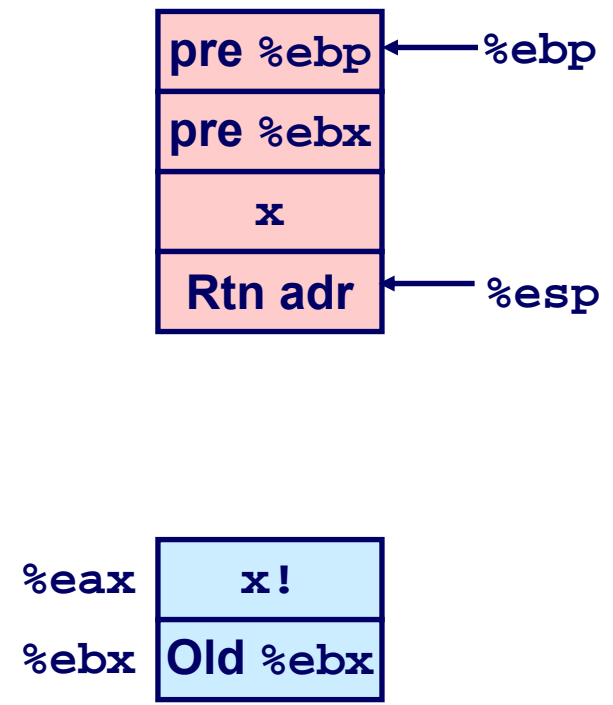 pre %ebp %ebp
pre %ebx
x
Rtn adr %esp
%eax x!
%ebx Old %ebx